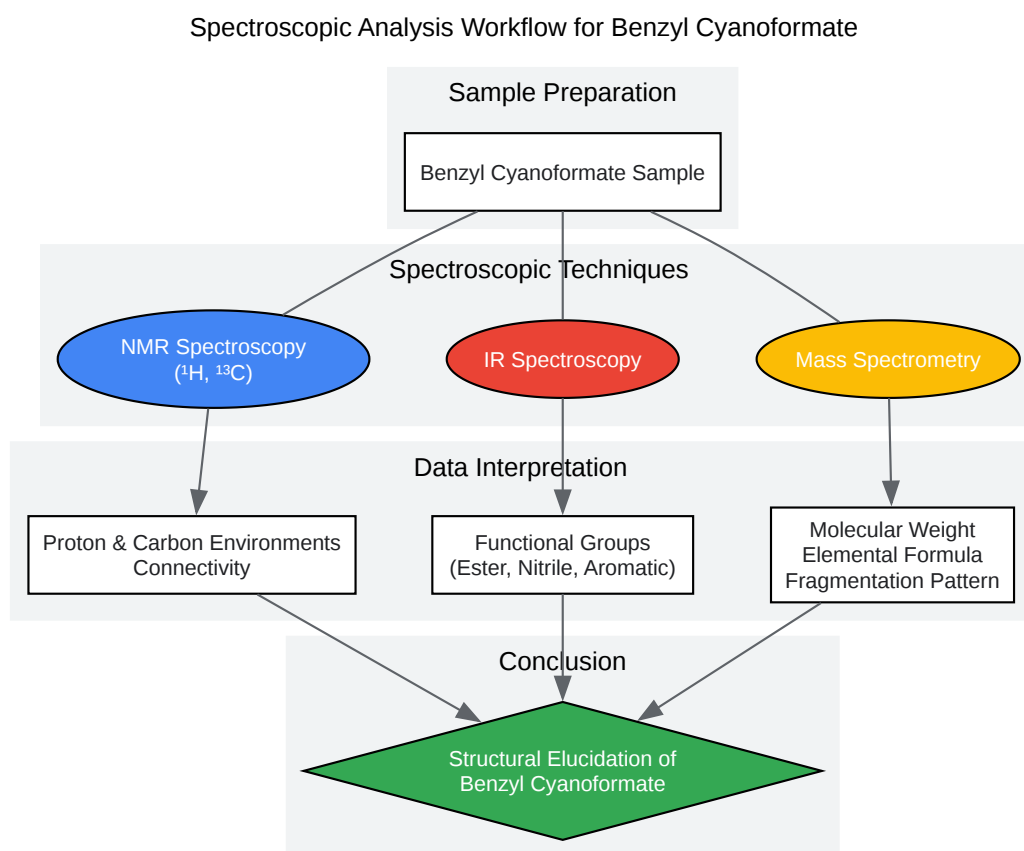 Spectroscopic Analysis Workflow for Benzyl Cyanoformate
Sample Preparation
Benzyl Cyanoformate Sample
Spectroscopic Techniques
NMR Spectroscopy
(¹H, ¹³C)
IR Spectroscopy
Mass Spectrometry
Data Interpretation
Proton & Carbon Environments
Connectivity
Functional Groups
(Ester, Nitrile, Aromatic)
Molecular Weight
Elemental Formula
Fragmentation Pattern
Conclusion
Structural Elucidation of
Benzyl Cyanoformate